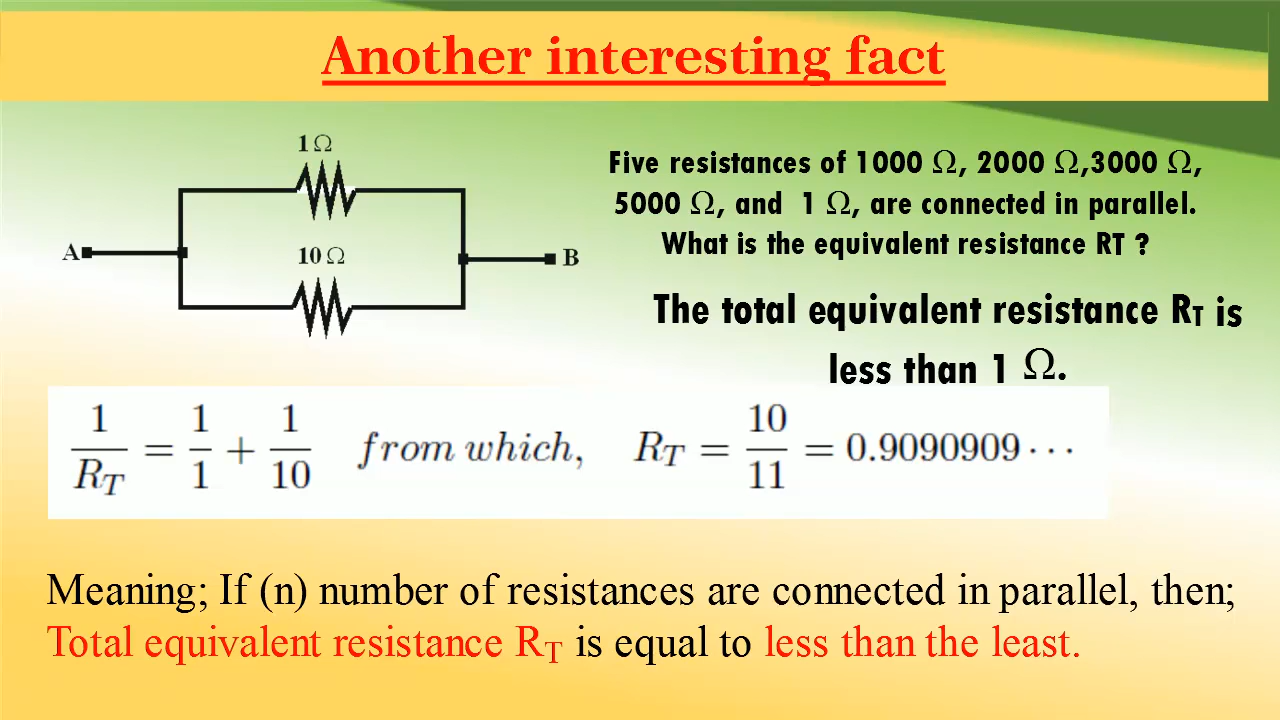 Another interesting fact
1 Ω
A
10 Ω
B
Five resistances of 1000 Ω, 2000 Ω,3000 Ω,
5000 Ω, and 1 Ω, are connected in parallel.
What is the equivalent resistance RT ?
The total equivalent resistance RT is
less than 1 Ω.
1/RT = 1/1 + 1/10 from which, RT = 10/11 = 0.9090909 ⋯
Meaning; If (n) number of resistances are connected in parallel, then;
Total equivalent resistance RT is equal to less than the least.